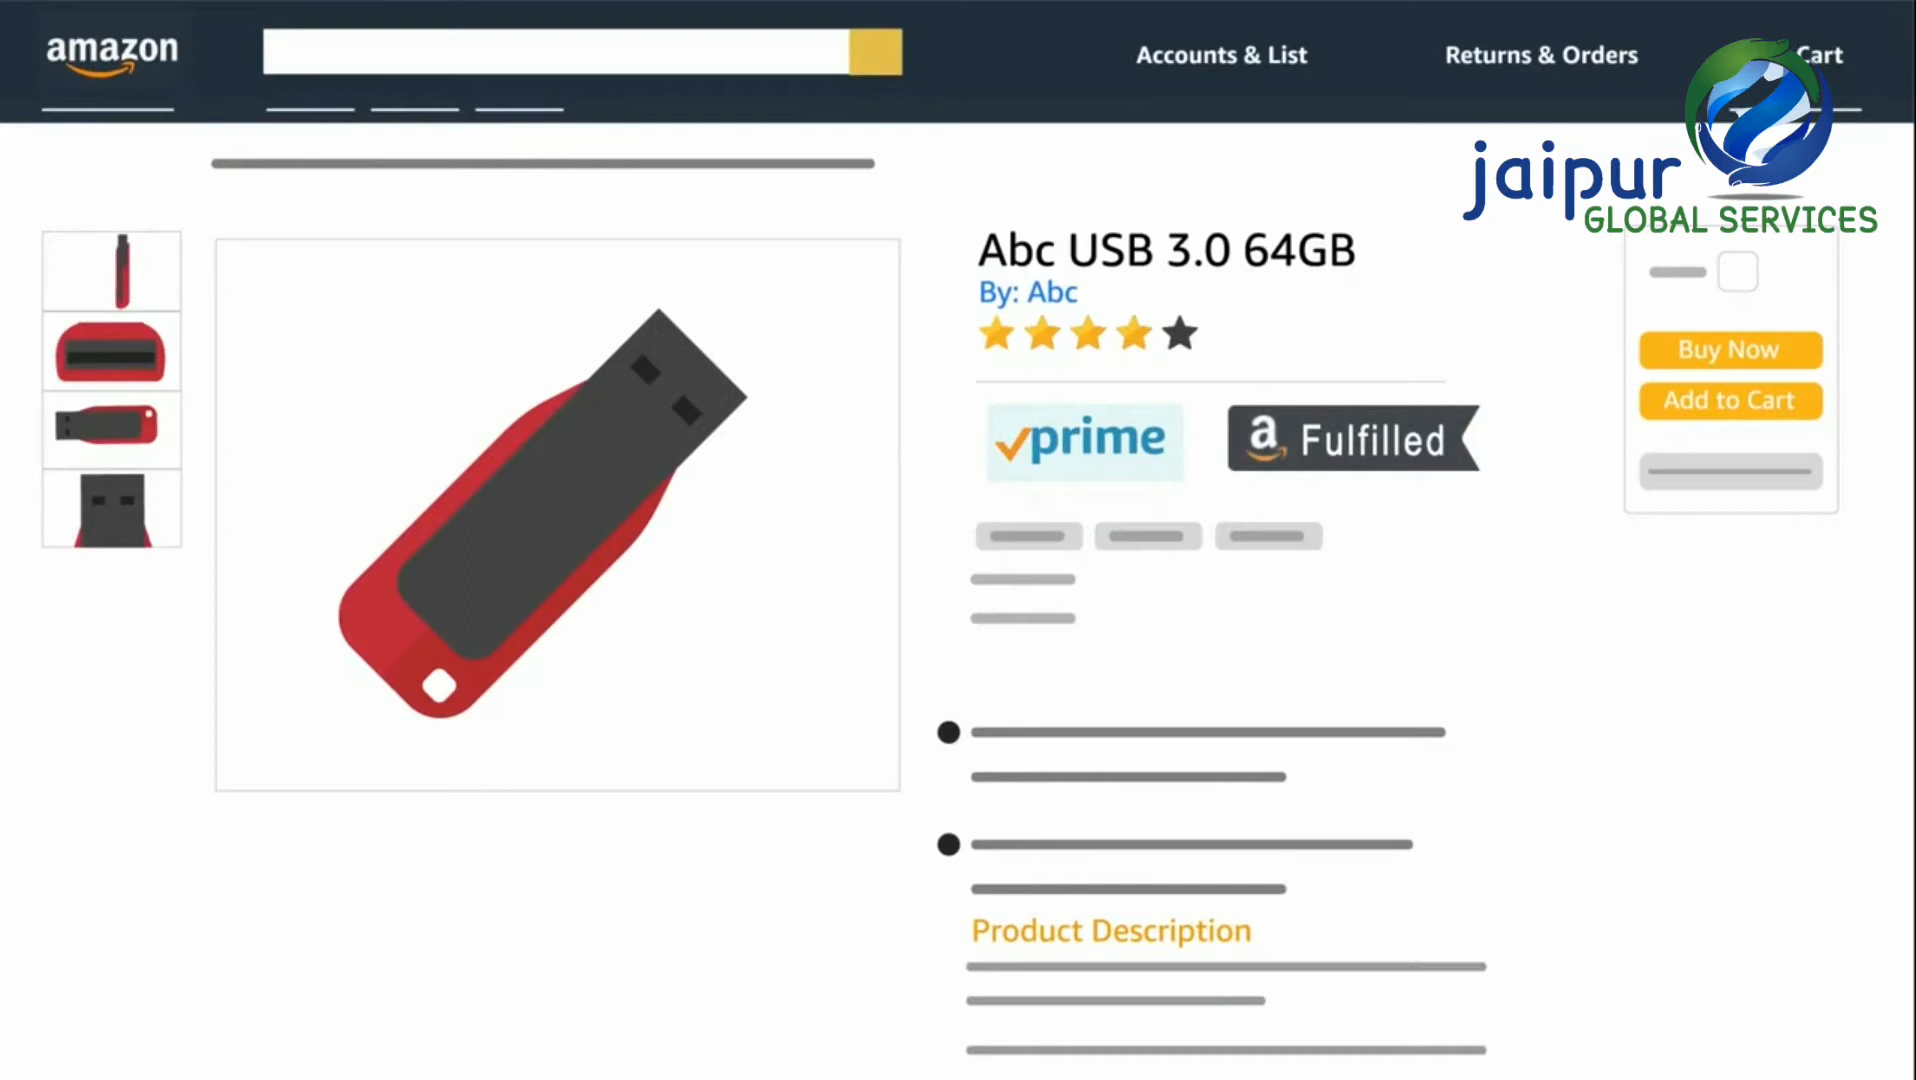 amazon
Accounts & List
Returns & Orders
Cart
jaipur
GLOBAL SERVICES
Abc USB 3.0 64GB
By: Abc
prime
a Fulfilled
Buy Now
Add to Cart
Product Description